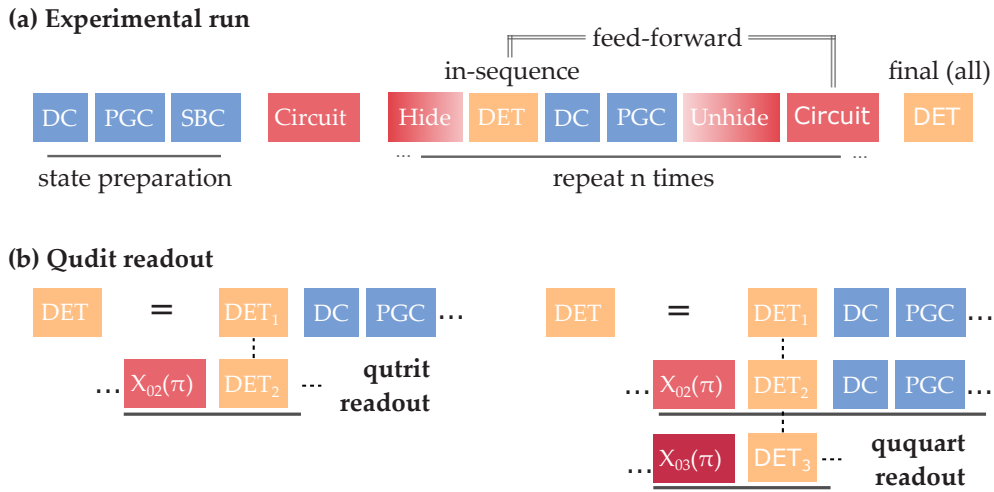 (a) Experimental run
feed-forward
in-sequence
final (all)
DC PGC SBC Circuit Hide DET DC PGC Unhide Circuit DET
... ...
state preparation
repeat n times
(b) Qudit readout
DET = DET₁ DC PGC ...
... X₀₂(π) DET₂
qutrit
readout
DET = DET₁ DC PGC ...
... X₀₂(π) DET₂ DC PGC ...
... X₀₃(π) DET₃
ququart
readout